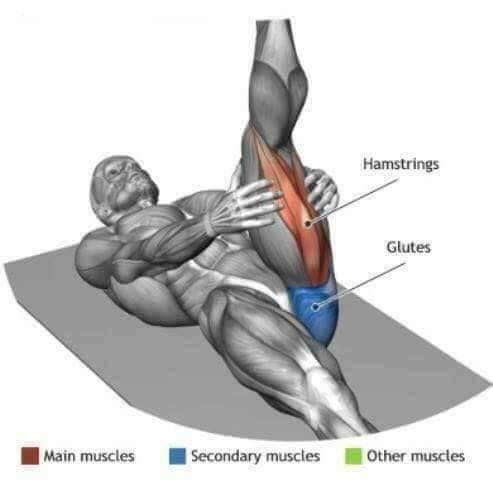 Hamstrings
Glutes
Main muscles
Secondary muscles
Other muscles